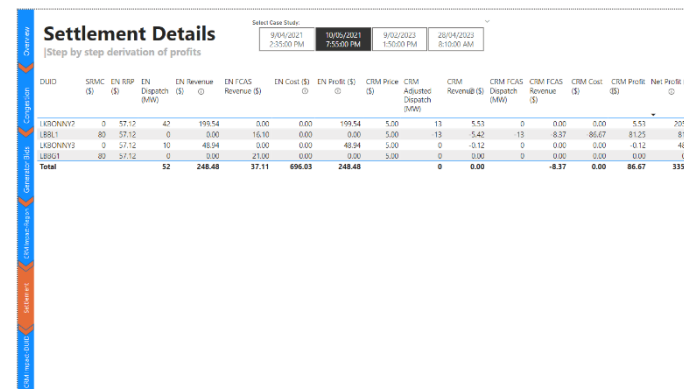 Settlement Details
|Step by step derivation of profits
Select Case Study:
9/04/2021 2:35:00 PM
10/05/2021 7:55:00 PM
9/02/2023 1:50:00 PM
28/04/2023 8:10:00 AM
Overview
Congestion
Generator Bids
CRM Impact-Region
Settlement
CRM Impact-DUID
DUID SRMC ($) EN RRP ($) EN Dispatch (MW) EN Revenue ($) EN FCAS Revenue ($) EN Cost ($) EN Profit ($) CRM Price ($) CRM Adjusted Dispatch (MW) CRM Revenue ($) CRM FCAS Dispatch (MW) CRM FCAS Revenue ($) CRM Cost ($) CRM Profit ($) Net Profit
LKBONNY2 0 57.12 42 199.54 0.00 0.00 199.54 5.00 13 5.53 0 0.00 0.00 5.53
LBBL1 80 57.12 0 0.00 16.10 0.00 0.00 5.00 -13 -5.42 -13 -8.37 -86.67 81.25
LKBONNY3 0 57.12 10 48.94 0.00 0.00 48.94 5.00 0 -0.12 0 0.00 0.00 -0.12
LBBG1 80 57.12 0 0.00 21.00 0.00 0.00 5.00 0 0.00 0 0.00 0.00 0.00
Total 52 248.48 37.11 696.03 248.48 0 0.00 -8.37 0.00 86.67 335